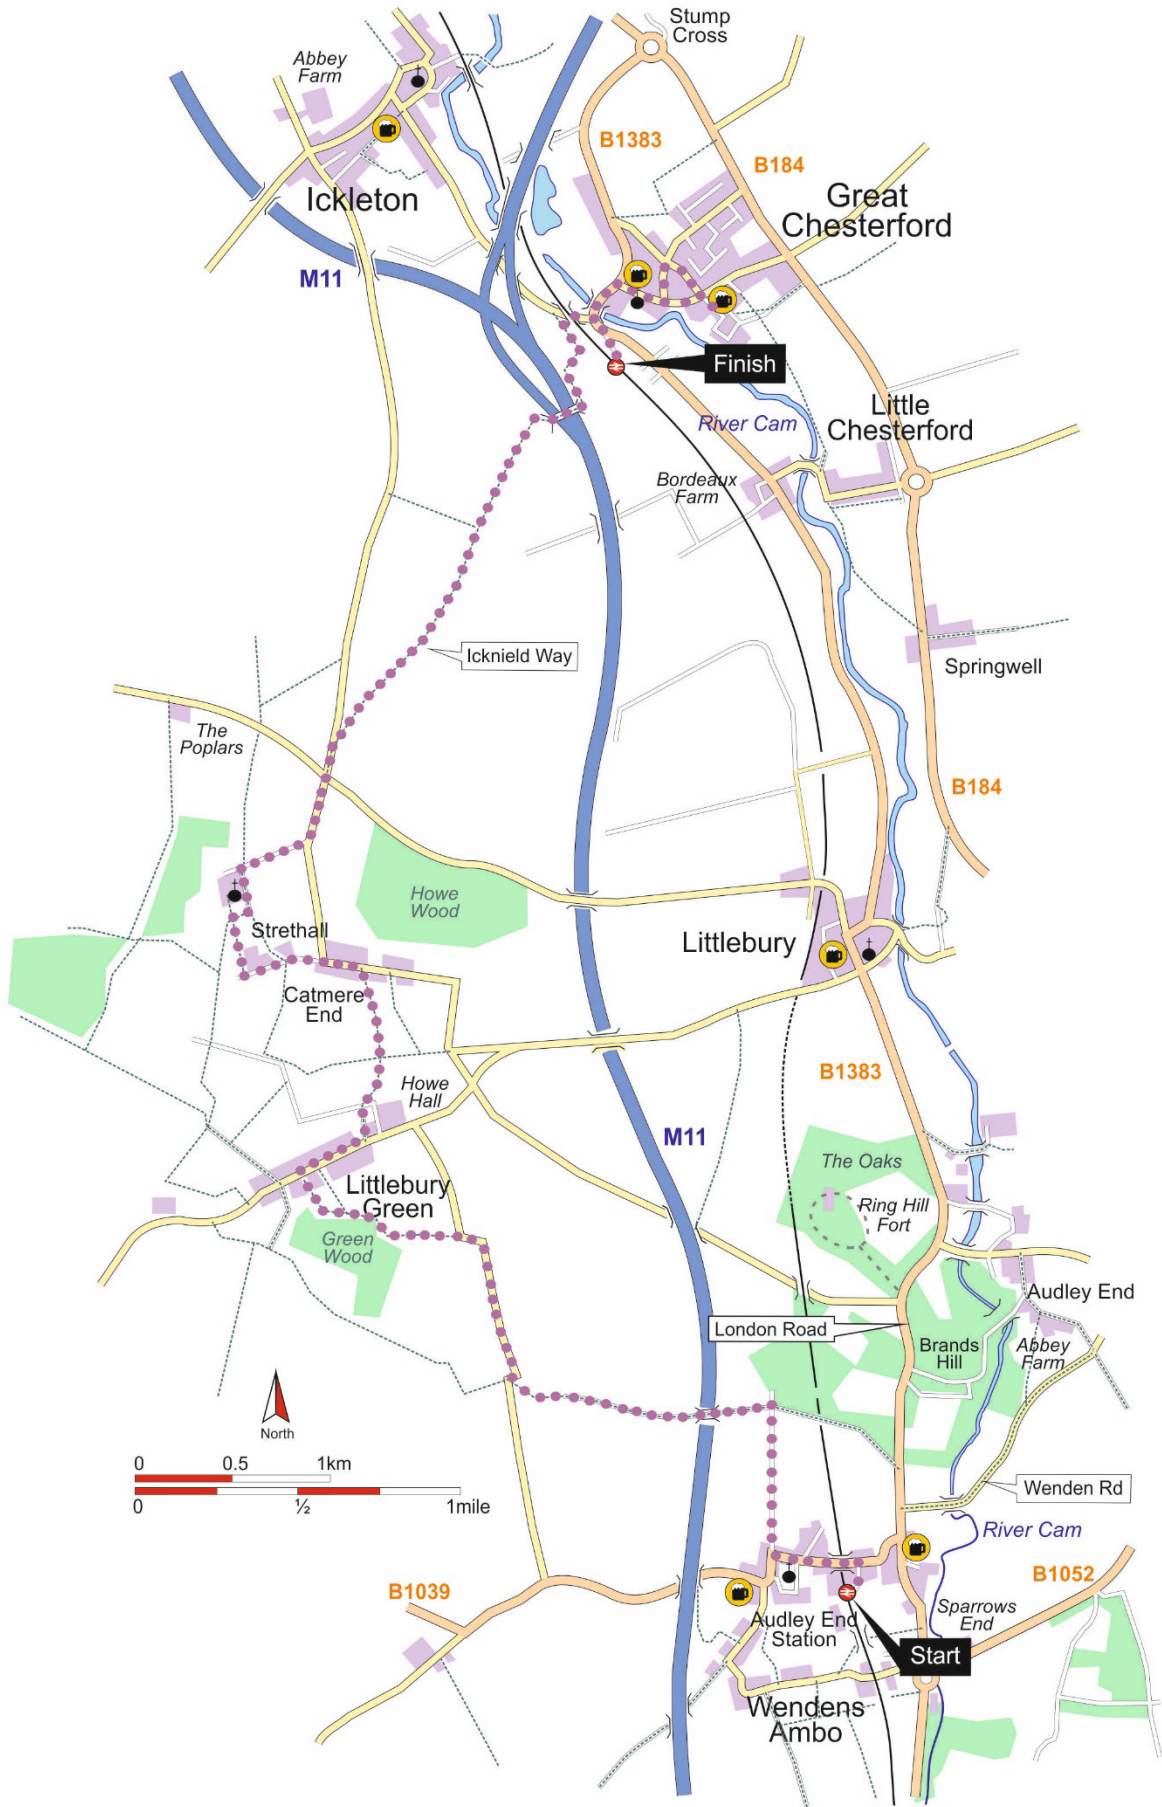 Stump
Cross
Abbey
Farm
B1383
B184
Ickleton
Great
Chesterford
M11
Finish
Little
Chesterford
River Cam
Bordeaux
Farm
Icknield Way
Springwell
The
Poplars
B184
Howe
Wood
Strethall
Littlebury
Catmere
End
Howe
Hall
B1383
M11
The Oaks
Littlebury
Green
Ring Hill
Fort
Green
Wood
Audley End
London Road
Brands
Hill
Abbey
Farm
North
0 0.5 1km
0 ½ 1mile
Wenden Rd
River Cam
B1052
B1039
Sparrows
End
Audley End
Station
Start
Wendens
Ambo